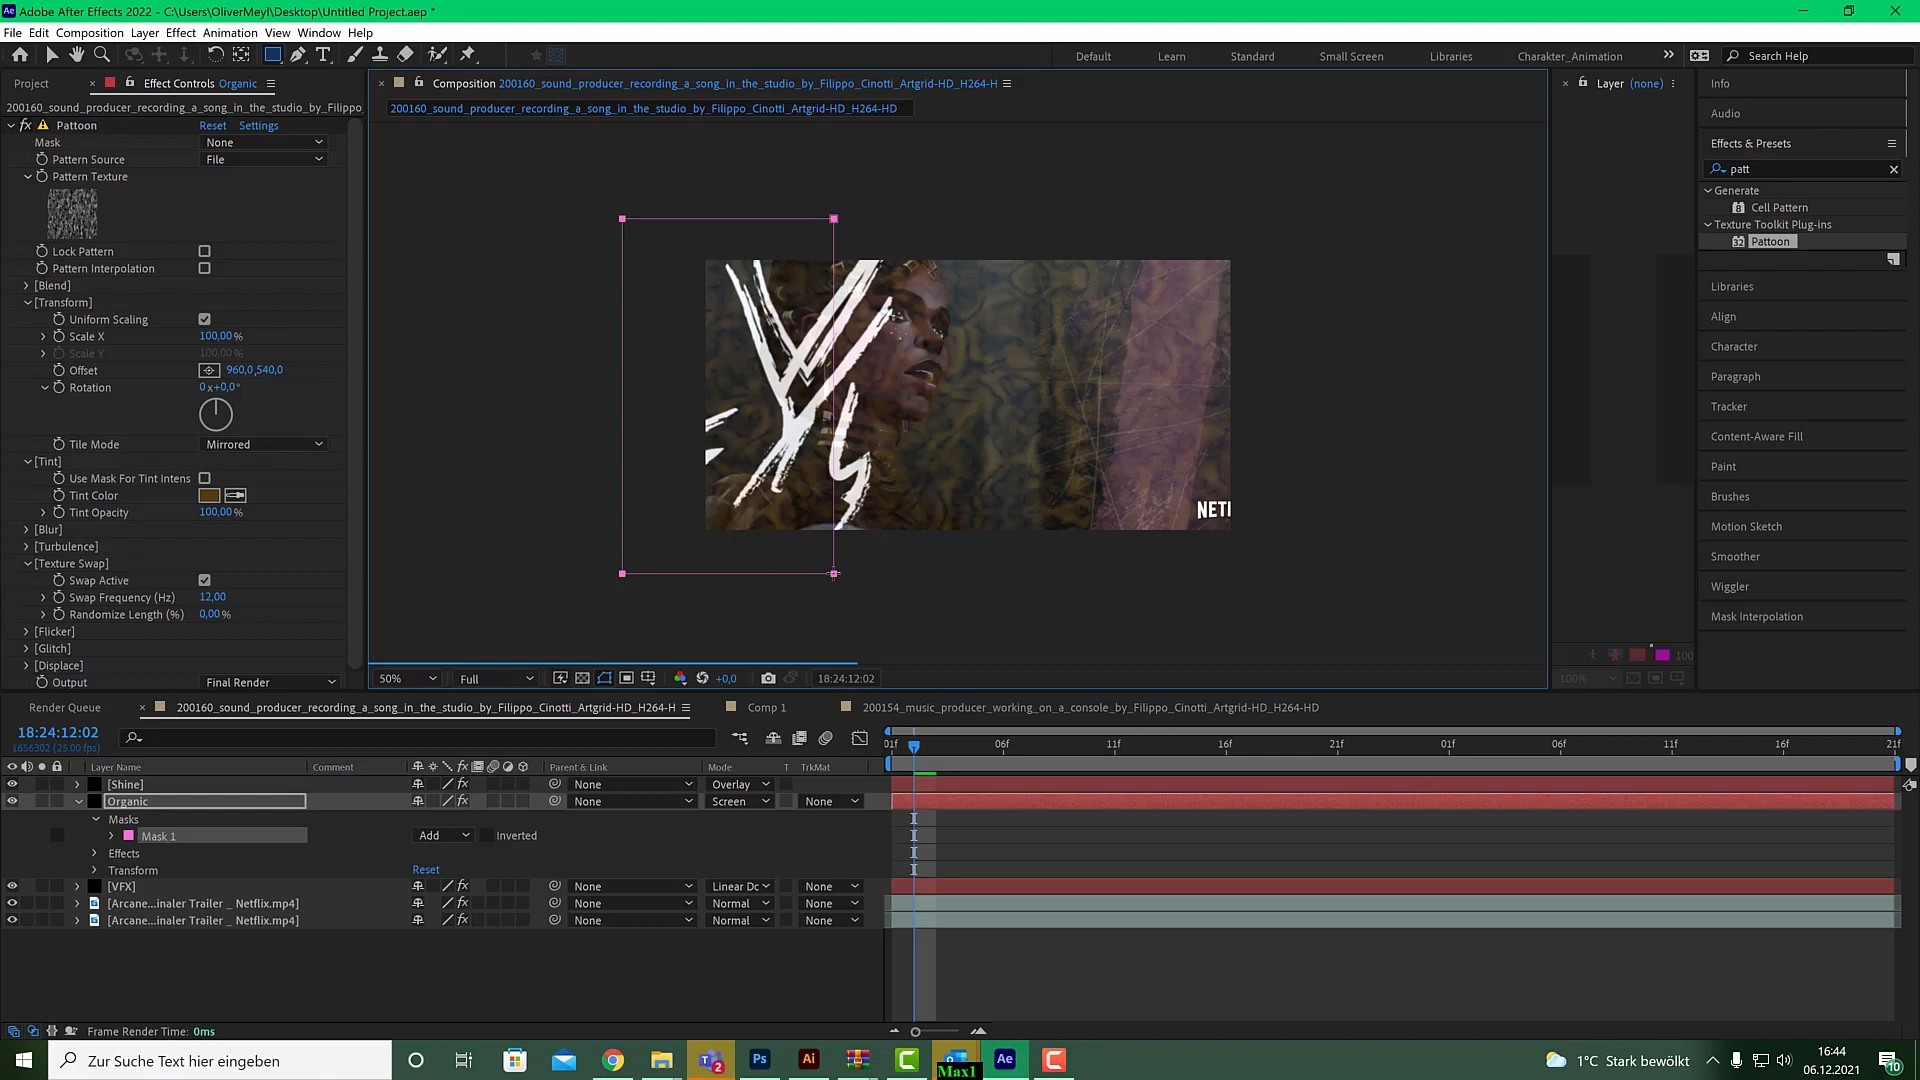 Adobe After Effects 2022 - C:\Users\OliverMeyl\Desktop\Untitled Project.aep *
File Edit Composition Layer Effect Animation View Window Help
Default Learn Standard Small Screen Libraries Charakter_Animation Search Help
Project Effect Controls Organic
200160_sound_producer_recording_a_song_in_the_studio_by_Filippo
Pattoon Reset Settings
Mask None
Pattern Source File
Pattern Texture
Lock Pattern
Pattern Interpolation
[Blend]
[Transform]
Uniform Scaling
Scale X 100,00 %
Scale Y 100,00 %
Offset 960,0,540,0
Rotation 0 x+0,0°
Tile Mode Mirrored
[Tint]
Use Mask For Tint Intens
Tint Color
Tint Opacity 100,00 %
[Blur]
[Turbulence]
[Texture Swap]
Swap Active
Swap Frequency (Hz) 12,00
Randomize Length (%) 0,00 %
[Flicker]
[Glitch]
[Displace]
Output Final Render
Composition 200160_sound_producer_recording_a_song_in_the_studio_by_Filippo_Cinotti_Artgrid-HD_H264-H
200160_sound_producer_recording_a_song_in_the_studio_by_Filippo_Cinotti_Artgrid-HD_H264-HD
NETI
50% Full +0,0 18:24:12:02
Layer (none)
100
100%
Info
Audio
Effects & Presets
patt
Generate
Cell Pattern
Texture Toolkit Plug-ins
32 Pattoon
Libraries
Align
Character
Paragraph
Tracker
Content-Aware Fill
Paint
Brushes
Motion Sketch
Smoother
Wiggler
Mask Interpolation
Render Queue 200160_sound_producer_recording_a_song_in_the_studio_by_Filippo_Cinotti_Artgrid-HD_H264-H Comp 1 200154_music_producer_working_on_a_console_by_Filippo_Cinotti_Artgrid-HD_H264-HD
18:24:12:02
1656302 (25.00 fps)
01f 06f 11f 16f 21f 01f 06f 11f 16f 21f
Layer Name Comment Parent & Link Mode T TrkMat
[Shine] None Overlay
Organic None Screen None
Masks
Mask 1 Add Inverted
Effects
Transform Reset
[VFX] None Linear Dc None
[Arcane...inaler Trailer _ Netflix.mp4] None Normal None
[Arcane...inaler Trailer _ Netflix.mp4] None Normal None
Frame Render Time: 0ms
Zur Suche Text hier eingeben
2
Ps Ai Ae
Max1
1°C Stark bewölkt
16:44
06.12.2021
10